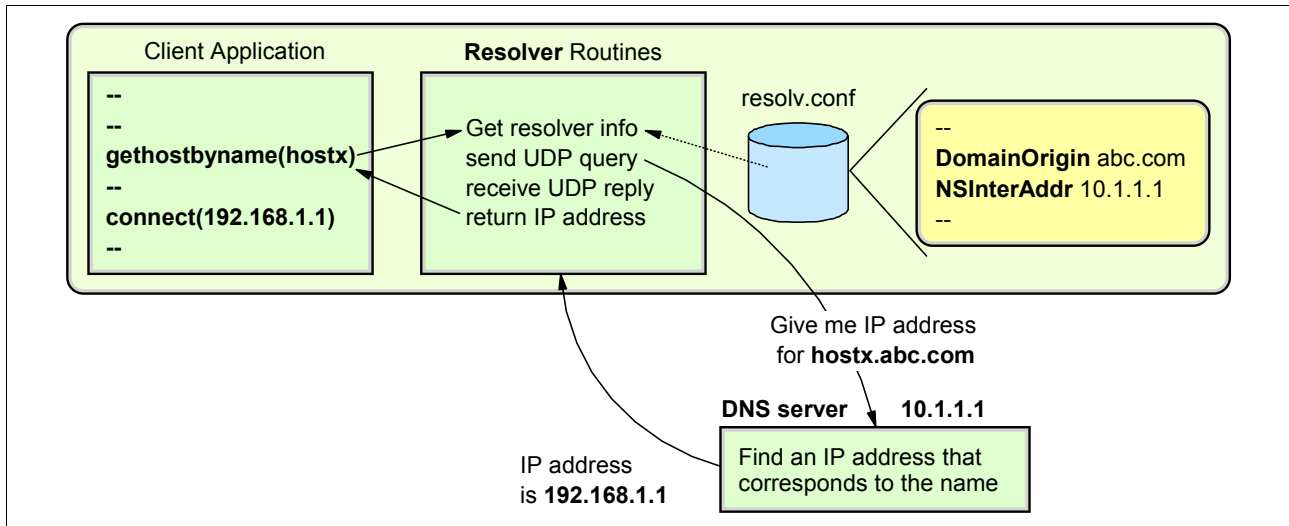 Client Application
--
--
gethostbyname(hostx)
--
connect(192.168.1.1)
--
Resolver Routines
Get resolver info
send UDP query
receive UDP reply
return IP address
resolv.conf
--
DomainOrigin abc.com
NSInterAddr 10.1.1.1
--
Give me IP address
for hostx.abc.com
DNS server 10.1.1.1
Find an IP address that
corresponds to the name
IP address
is 192.168.1.1